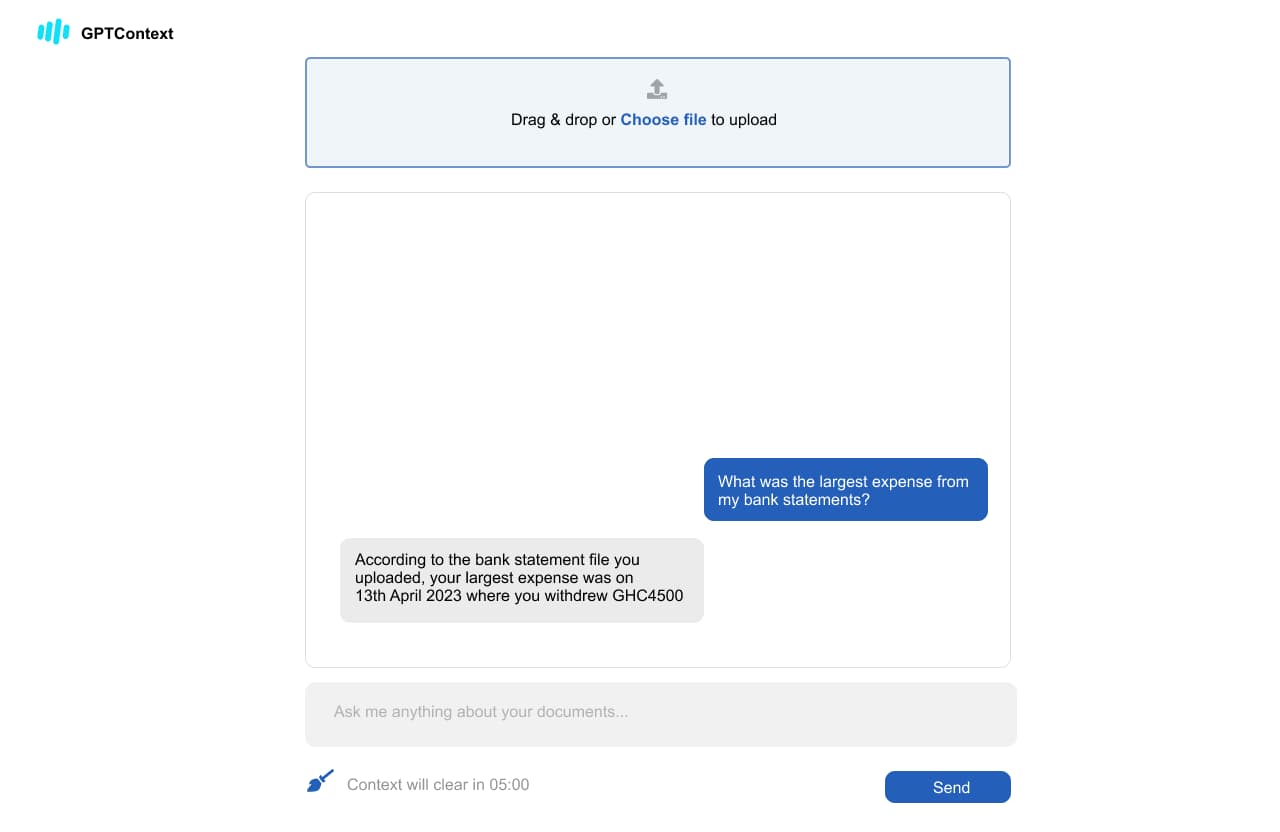 GPTContext
Drag & drop or Choose file to upload
What was the largest expense from
my bank statements?
According to the bank statement file you
uploaded, your largest expense was on
13th April 2023 where you withdrew GHC4500
Ask me anything about your documents...
Context will clear in 05:00
Send